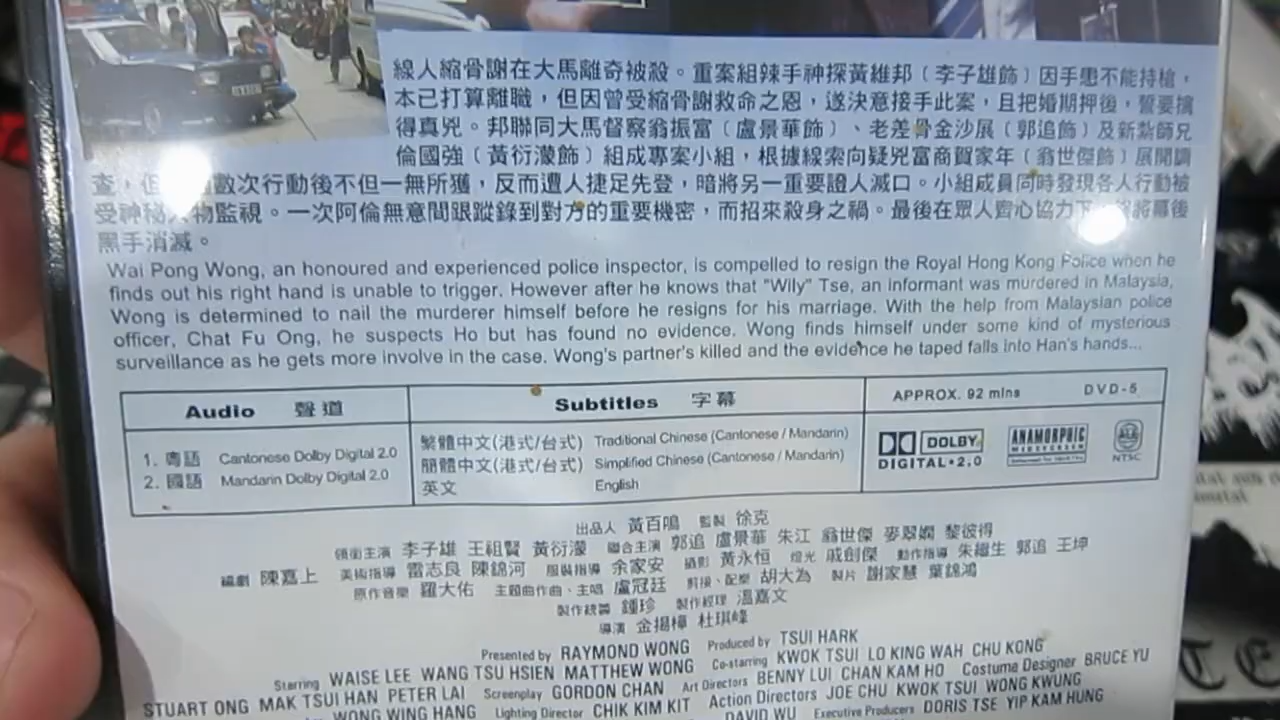 線人縮骨謝在大馬離奇被殺。重案組辣手神探黃維邦(李子雄飾)因手患不能持槍,
本已打算離職,但因曾受縮骨謝救命之恩,遂決意接手此案,且把婚期押後,誓要擒
得真兇。邦聯同大馬督察翁振富(盧景華飾)、老差骨金沙展(郭追飾)及新紮師兄
倫國強(黃衍濛飾)組成專案小組,根據線索向疑兇富商賀家年(翁世傑飾)展開調
查,但 數次行動後不但一無所獲,反而遭人捷足先登,暗將另一重要證人滅口。小組成員同時發現各人行動被
受神秘人物監視。一次阿倫無意間跟蹤錄到對方的重要機密,而招來殺身之禍。最後在眾人齊心協力下 將幕後
黑手消滅。
Wai Pong Wong, an honoured and experienced police inspector, is compelled to resign the Royal Hong Kong Police when he
finds out his right hand is unable to trigger. However after he knows that "Wily" Tse, an informant was murdered in Malaysia,
Wong is determined to nail the murderer himself before he resigns for his marriage. With the help from Malaysian police
officer, Chat Fu Ong, he suspects Ho but has found no evidence. Wong finds himself under some kind of mysterious
surveillance as he gets more involve in the case. Wong's partner's killed and the evidence he taped falls into Han's hands...
Audio 聲道 Subtitles 字幕 APPROX. 92 mins DVD-5
1. 粵語 Cantonese Dolby Digital 2.0
2. 國語 Mandarin Dolby Digital 2.0
繁體中文(港式/台式) Traditional Chinese (Cantonese / Mandarin)
簡體中文(港式/台式) Simplified Chinese (Cantonese / Mandarin)
英文 English
DOLBY
DIGITAL•2.0
ANAMORPHIC
WIDESCREEN
ALL
NTSC
出品人 黃百鳴 監製 徐克
領銜主演 李子雄 王祖賢 黃衍濛 聯合主演 郭追 盧景華 朱江 翁世傑 麥翠嫻 黎彼得
編劇 陳嘉上 美術指導 雷志良 陳錦河 服裝指導 余家安 攝影 黃永恒 燈光 戚創傑 動作指導 朱繼生 郭追 王坤
原作音樂 羅大佑 主題曲作曲、主唱 盧冠廷 剪接、配樂 胡大為 製片 謝家慧 葉錦鴻
製作統籌 鍾珍 製作經理 溫嘉文
導演 金揚樺 杜琪峰
Presented by RAYMOND WONG Produced by TSUI HARK
Starring WAISE LEE WANG TSU HSIEN MATTHEW WONG Co-starring KWOK TSUI LO KING WAH CHU KONG
STUART ONG MAK TSUI HAN PETER LAI Screenplay GORDON CHAN Art Directors BENNY LUI CHAN KAM HO Costume Designer BRUCE YU
WONG WING HANG Lighting Director CHIK KIM KIT Action Directors JOE CHU KWOK TSUI WONG KWUNG
DAVID WU Executive Producers DORIS TSE YIP KAM HUNG